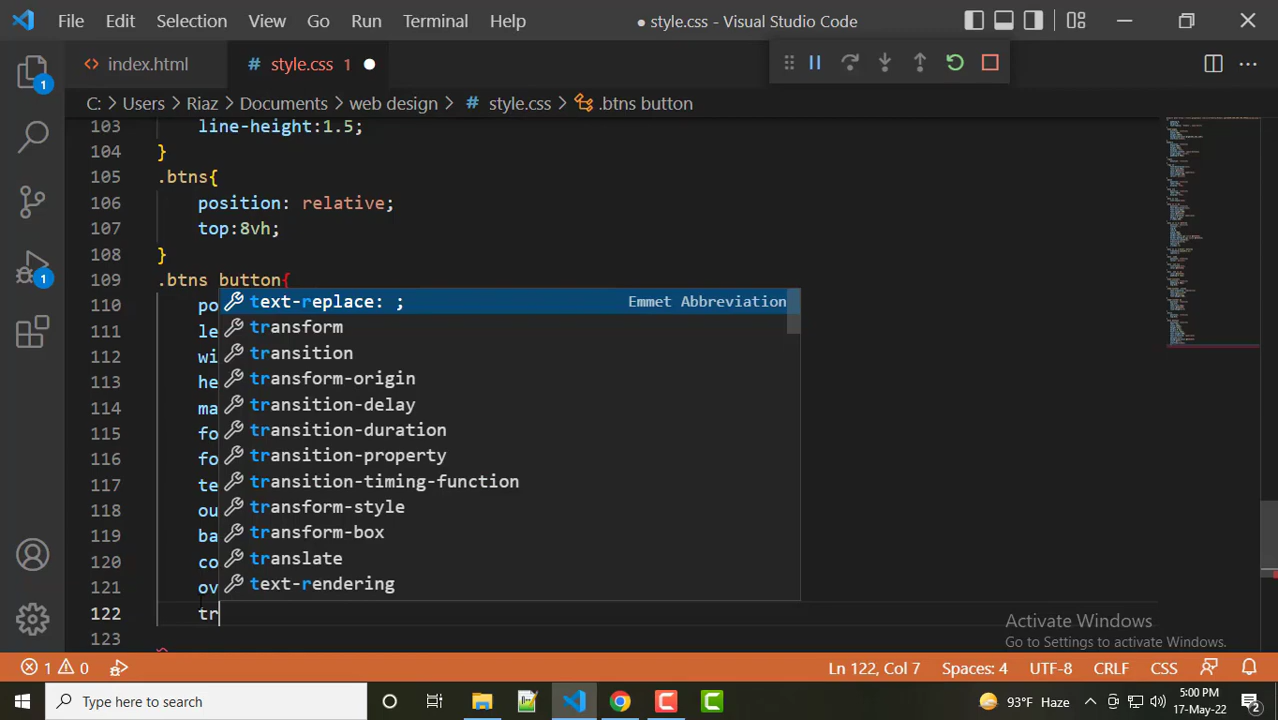 File Edit Selection View Go Run Terminal Help ● style.css - Visual Studio Code
<> index.html # style.css 1 ●
C: > Users > Riaz > Documents > web design > # style.css > .btns button
103 line-height:1.5;
104 }
105 .btns{
106 position: relative;
107 top:8vh;
108 }
109 .btns button{
110 po text-replace: ; Emmet Abbreviation
111 le transform
112 wi transition
113 he transform-origin
114 ma transition-delay
115 fo transition-duration
116 fo transition-property
117 te transition-timing-function
118 ou transform-style
119 ba transform-box
120 co translate
121 ov text-rendering
122 tr
123
Activate Windows
Go to Settings to activate Windows.
1 0 Ln 122, Col 7 Spaces: 4 UTF-8 CRLF CSS
Type here to search 93°F Haze 5:00 PM
17-May-22 2
1
1